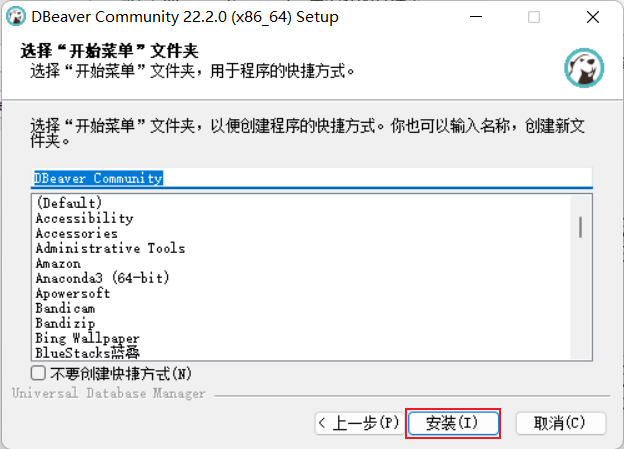 DBeaver Community 22.2.0 (x86_64) Setup
选择“开始菜单”文件夹
选择“开始菜单”文件夹，用于程序的快捷方式。
选择“开始菜单”文件夹，以便创建程序的快捷方式。你也可以输入名称，创建新文
件夹。
DBeaver Community
(Default)
Accessibility
Accessories
Administrative Tools
Amazon
Anaconda3 (64-bit)
Apowersoft
Bandicam
Bandizip
Bing Wallpaper
BlueStacks蓝叠
不要创建快捷方式(N)
Universal Database Manager
< 上一步(P)
安装(I)
取消(C)